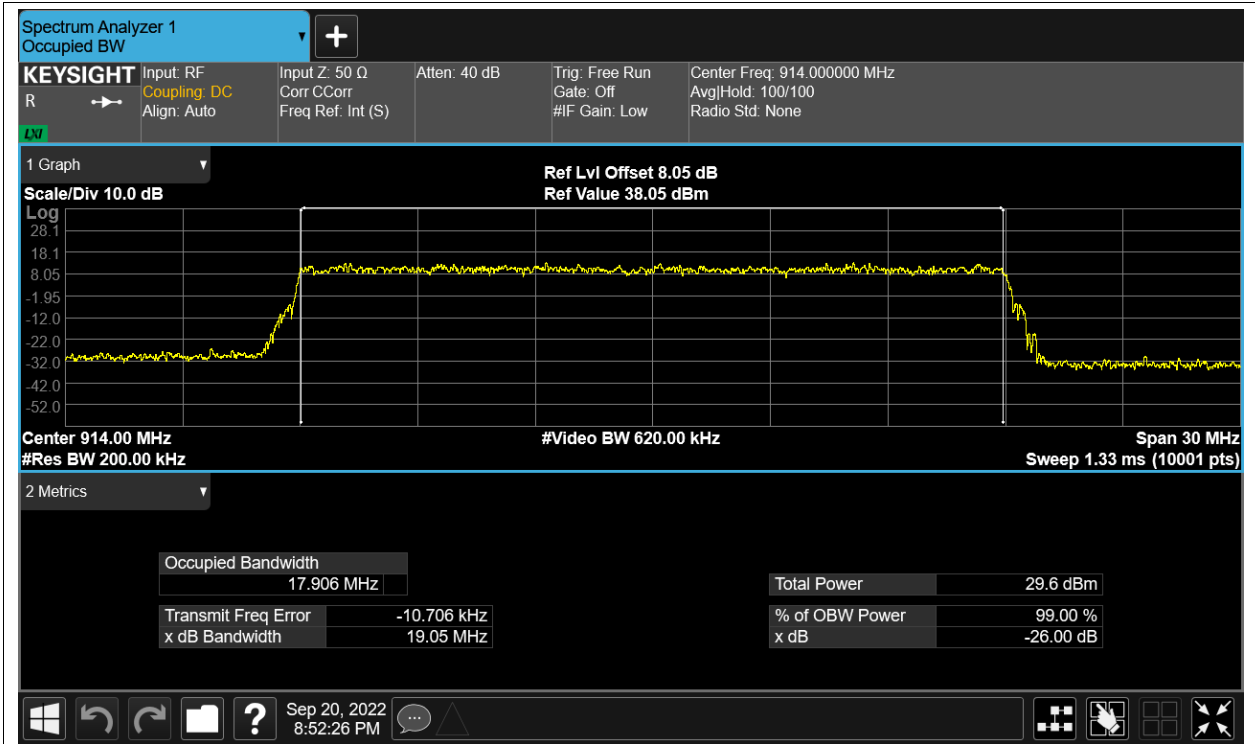 Spectrum Analyzer 1
Occupied BW
+
KEYSIGHT
R
LXI
Input: RF
Coupling: DC
Align: Auto
Input Z: 50 Ω
Corr CCorr
Freq Ref: Int (S)
Atten: 40 dB
Trig: Free Run
Gate: Off
#IF Gain: Low
Center Freq: 914.000000 MHz
Avg|Hold: 100/100
Radio Std: None
1 Graph
Scale/Div 10.0 dB
Ref Lvl Offset 8.05 dB
Ref Value 38.05 dBm
Log
28.1
18.1
8.05
-1.95
-12.0
-22.0
-32.0
-42.0
-52.0
Center 914.00 MHz
#Res BW 200.00 kHz
#Video BW 620.00 kHz
Span 30 MHz
Sweep 1.33 ms (10001 pts)
2 Metrics
Occupied Bandwidth
17.906 MHz
Transmit Freq Error -10.706 kHz
x dB Bandwidth 19.05 MHz
Total Power 29.6 dBm
% of OBW Power 99.00 %
x dB -26.00 dB
?
Sep 20, 2022
8:52:26 PM